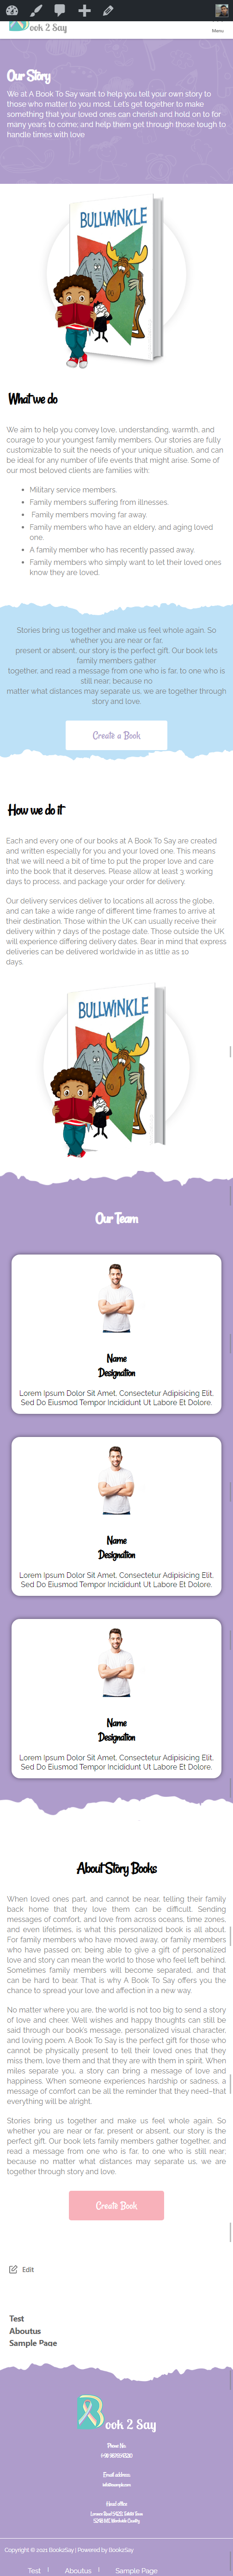 ook 2 Say
Menu
Our Story
We at A Book To Say want to help you tell your own story to
those who matter to you most. Let's get together to make
something that your loved ones can cherish and hold on to for
many years to come; and help them get through those tough to
handle times with love
BULLWINKLE
What we do
We aim to help you convey love, understanding, warmth, and
courage to your youngest family members. Our stories are fully
customizable to suit the needs of your unique situation, and can
be ideal for any number of life events that might arise. Some of
our most beloved clients are families with:
Military service members.
Family members suffering from illnesses.
Family members moving far away.
Family members who have an eldery, and aging loved
one.
A family member who has recently passed away.
Family members who simply want to let their loved ones
know they are loved.
Stories bring us together and make us feel whole again. So
whether you are near or far,
present or absent, our story is the perfect gift. Our book lets
family members gather
together, and read a message from one who is far, to one who is
still near; because no
matter what distances may separate us, we are together through
story and love.
Create a Book
How we do it
Each and every one of our books at A Book To Say are created
and written especially for you and your loved one. This means
that we will need a bit of time to put the proper love and care
into the book that it deserves. Please allow at least 3 working
days to process, and package your order for delivery.
Our delivery services deliver to locations all across the globe,
and can take a wide range of different time frames to arrive at
their destination. Those within the UK can usually receive their
delivery within 7 days of the postage date. Those outside the UK
will experience differing delivery dates. Bear in mind that express
deliveries can be delivered worldwide in as little as 10
days.
BULLWINKLE
Our Team
Name
Designation
Lorem Ipsum Dolor Sit Amet, Consectetur Adipisicing Elit,
Sed Do Eiusmod Tempor Incididunt Ut Labore Et Dolore.
Name
Designation
Lorem Ipsum Dolor Sit Amet, Consectetur Adipisicing Elit,
Sed Do Eiusmod Tempor Incididunt Ut Labore Et Dolore.
Name
Designation
Lorem Ipsum Dolor Sit Amet, Consectetur Adipisicing Elit,
Sed Do Eiusmod Tempor Incididunt Ut Labore Et Dolore.
About Story Books
When loved ones part, and cannot be near, telling their family
back home that they love them can be difficult. Sending
messages of comfort, and love from across oceans, time zones,
and even lifetimes, is what this personalized book is all about.
For family members who have moved away, or family members
who have passed on; being able to give a gift of personalized
love and story can mean the world to those who feel left behind.
Sometimes family members will become separated, and that
can be hard to bear. That is why A Book To Say offers you the
chance to spread your love and affection in a new way.
No matter where you are, the world is not too big to send a story
of love and cheer. Well wishes and happy thoughts can still be
said through our book's message, personalized visual character,
and loving poem. A Book To Say is the perfect gift for those who
cannot be physically present to tell their loved ones that they
miss them, love them and that they are with them in spirit. When
miles separate you, a story can bring a message of love and
happiness. When someone experiences hardship or sadness, a
message of comfort can be all the reminder that they need–that
everything will be alright.
Stories bring us together and make us feel whole again. So
whether you are near or far, present or absent, our story is the
perfect gift. Our book lets family members gather together, and
read a message from one who is far, to one who is still near;
because no matter what distances may separate us, we are
together through story and love.
Create Book
Edit
Test
Aboutus
Sample Page
ook 2 Say
Phone No.
Email address
Head office
Copyright © 2021 Book2Say | Powered by Book2Say
Test
Aboutus
Sample Page